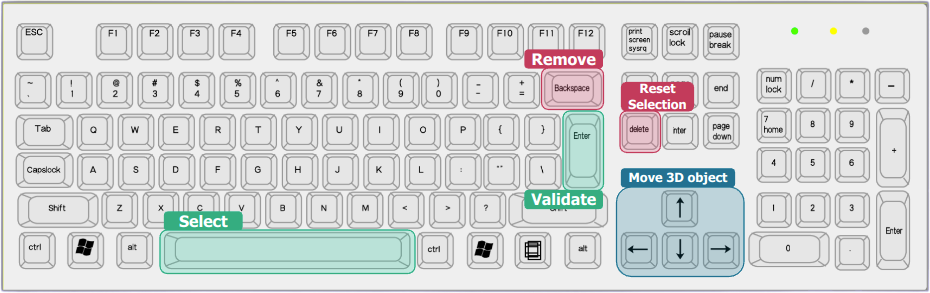 ESC F1 F2 F3 F4 F5 F6 F7 F8 F9 F10 F11 F12 print screen sysrq scroll lock pause break
Remove
Reset Selection
~ ` ! 1 @ 2 # 3 $ 4 % 5 ^ 6 & 7 * 8 ( 9 ) 0 - - + = Backspace end num lock / * —
Tab Q W E R T Y U I O P { } Enter delete nter page down 7 home 8 9 +
Capslock A S D F G H J K L : "" \ 4 5 6
Validate
Move 3D object
Shift Z X C V B N M < > ? Shift 1 2 3 Enter
Select
ctrl alt ctrl alt 0 .